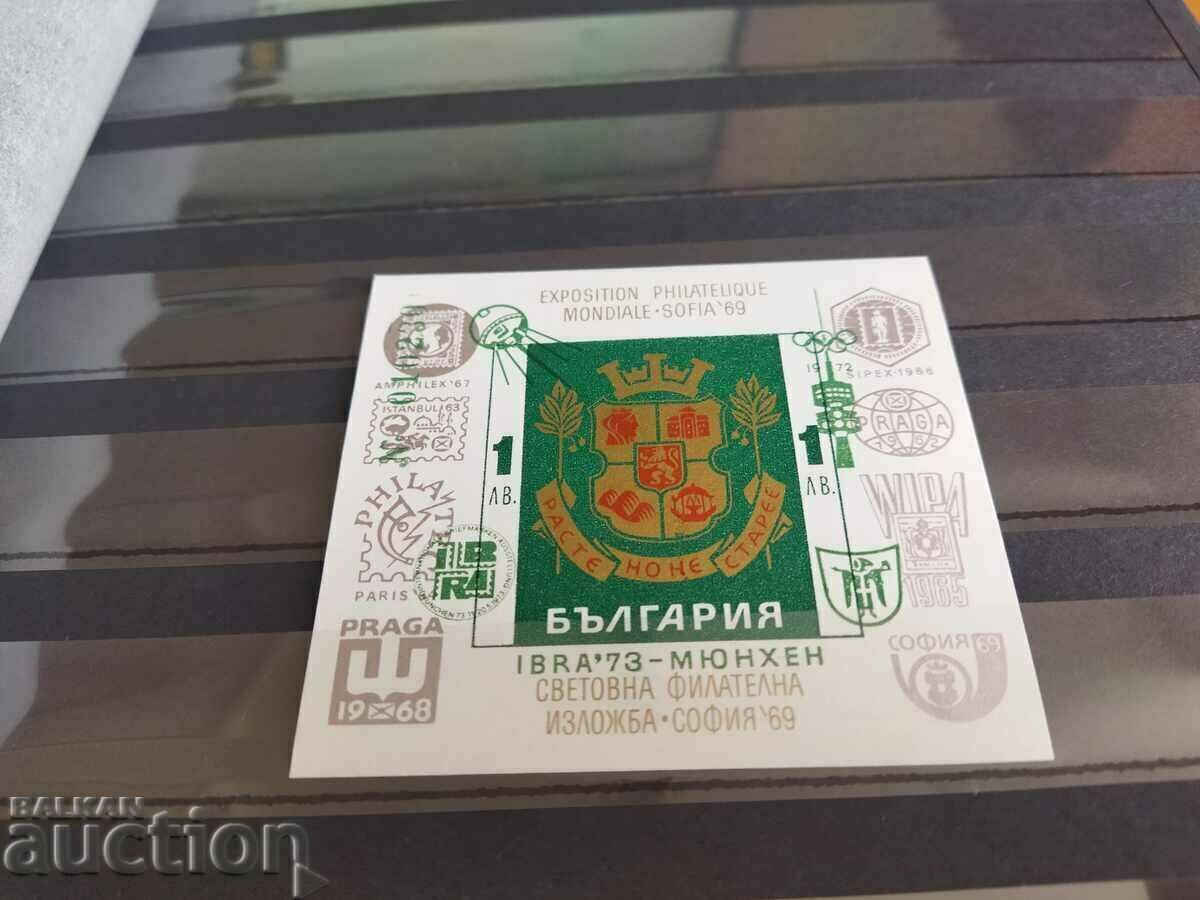 EXPOSITION PHILATELIQUE
MONDIALE·SOFIA'69
AMPHILEX'67
ISTANBUL 63
PHILATEC
PARIS
PRAGA
1968
1972
SIPEX·1966
PRAGA
1962
WIPA
1965
СОФИЯ 69
1
ЛВ.
1
ЛВ.
РАСТЕ НО НЕ СТАРЕЕ
БЪЛГАРИЯ
IBRA
IBRA'73-МЮНХЕН
СВЕТОВНА ФИЛАТЕЛНА
ИЗЛОЖБА·СОФИЯ'69
BALKAN
auction